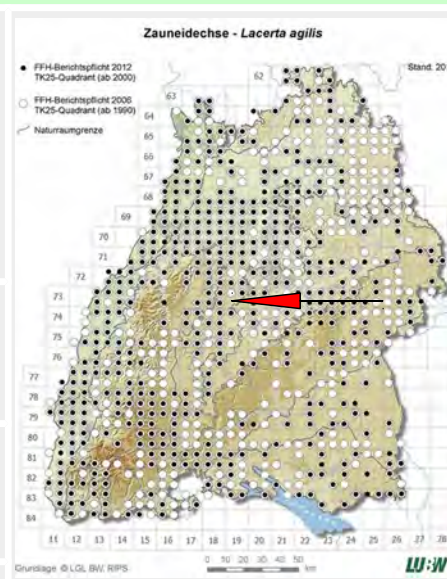 Zauneidechse - Lacerta agilis
FFH-Berichtspflicht 2012
TK25-Quadrant (ab 2000)
FFH-Berichtspflicht 2006
TK25-Quadrant (ab 1990)
Naturraumgrenze
Stand: 20
62
63
64
65
66
67
68
69
70
71
72
73
74
75
76
77
78
79
80
81
82
83
84
11 12 13 14 15 16 17 18 19 20 21 22 23 24 25 26 27 28
0 10 20 30 40 50
km
Grundlage © LGL BW, RIPS
LU:W